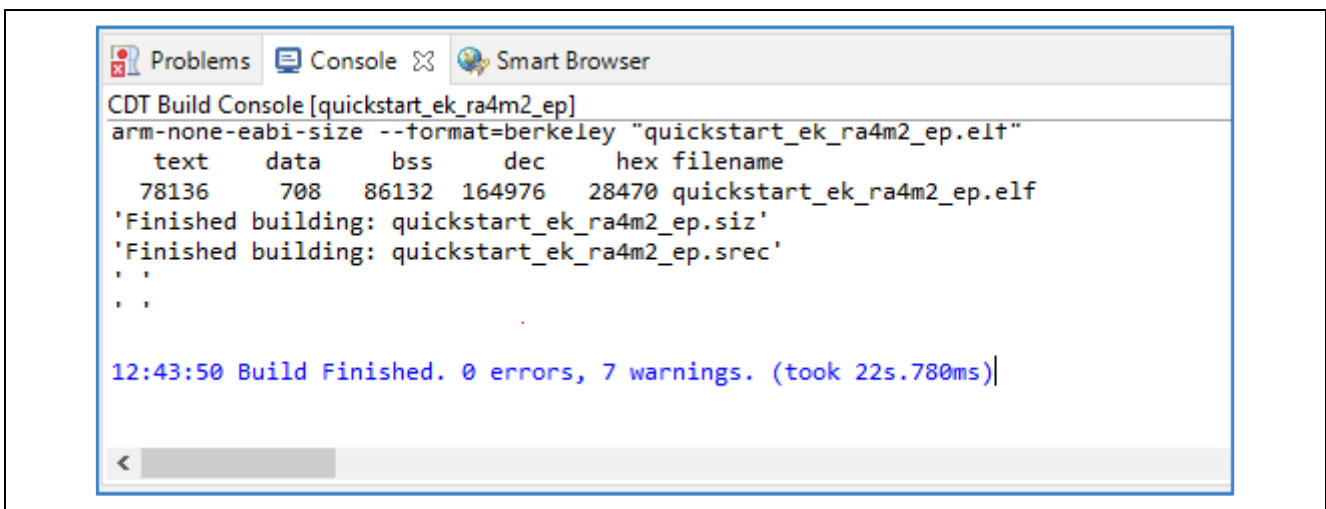 Problems Console Smart Browser
CDT Build Console [quickstart_ek_ra4m2_ep]
arm-none-eabi-size --format=berkeley "quickstart_ek_ra4m2_ep.elf"
   text    data     bss     dec     hex filename
  78136     708   86132  164976   28470 quickstart_ek_ra4m2_ep.elf
'Finished building: quickstart_ek_ra4m2_ep.siz'
'Finished building: quickstart_ek_ra4m2_ep.srec'
' '
' '
12:43:50 Build Finished. 0 errors, 7 warnings. (took 22s.780ms)